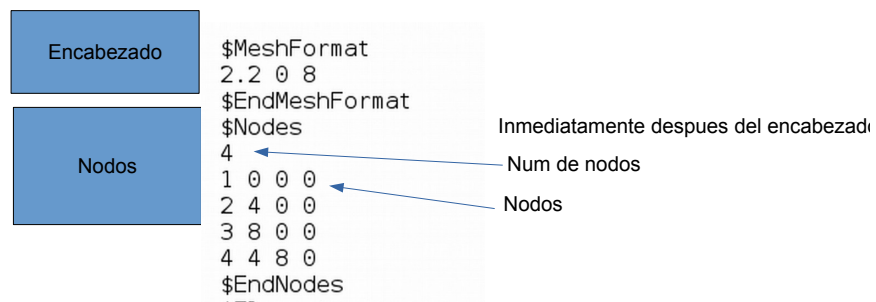 Encabezado
$MeshFormat
2.2 0 8
$EndMeshFormat
$Nodes
Inmediatamente despues del encabezado
Nodos
4
Num de nodos
1 0 0 0
Nodos
2 4 0 0
3 8 0 0
4 4 8 0
$EndNodes